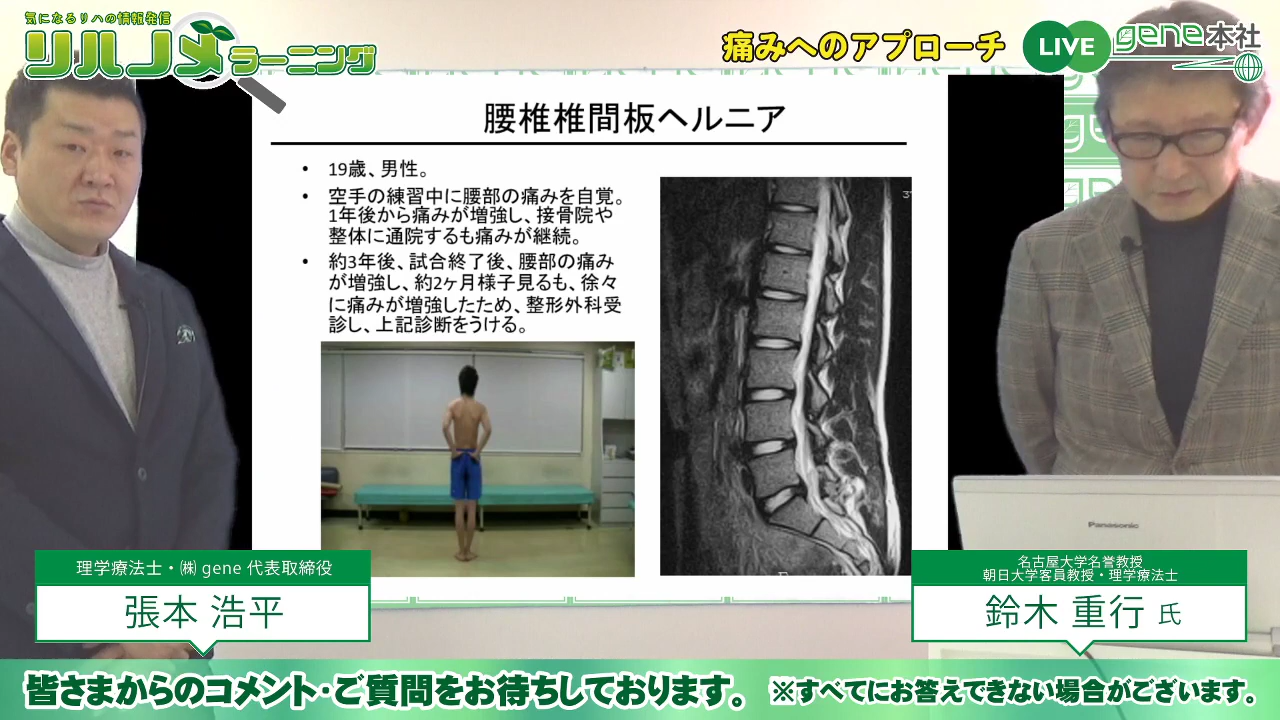 気になるリハの情報発信
リハノメ
ラーニング
痛みへのアプローチ
LIVE
gene本社
腰椎椎間板ヘルニア
• 19歳、男性。
• 空手の練習中に腰部の痛みを自覚。
1年後から痛みが増強し、接骨院や
整体に通院するも痛みが継続。
• 約3年後、試合終了後、腰部の痛み
が増強し、約2ヶ月様子見るも、徐々
に痛みが増強したため、整形外科受
診し、上記診断をうける。
Panasonic
理学療法士・㈱gene 代表取締役
張本 浩平
名古屋大学名誉教授
朝日大学客員教授・理学療法士
鈴木 重行 氏
皆さまからのコメント・ご質問をお待ちしております。 ※すべてにお答えできない場合がございます。